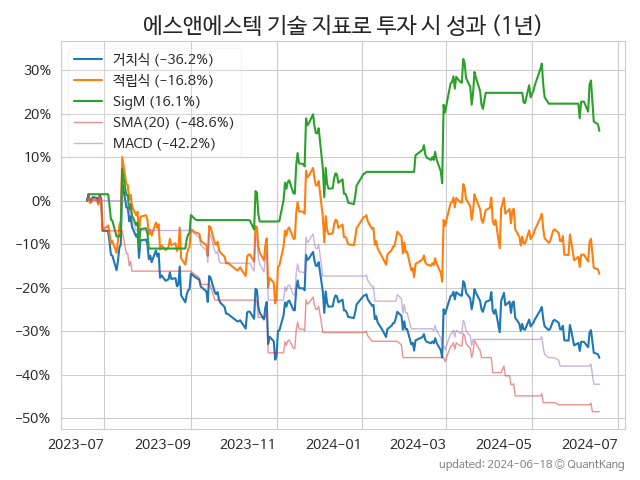 에스앤에스텍 기술 지표로 투자 시 성과 (1년)
거치식 (−36.2%)
적립식 (−16.8%)
SigM (16.1%)
SMA(20) (−48.6%)
MACD (−42.2%)
30%
20%
10%
0%
−10%
−20%
−30%
−40%
−50%
2023-07 2023-09 2023-11 2024-01 2024-03 2024-05 2024-07
updated: 2024-06-18 © QuantKang